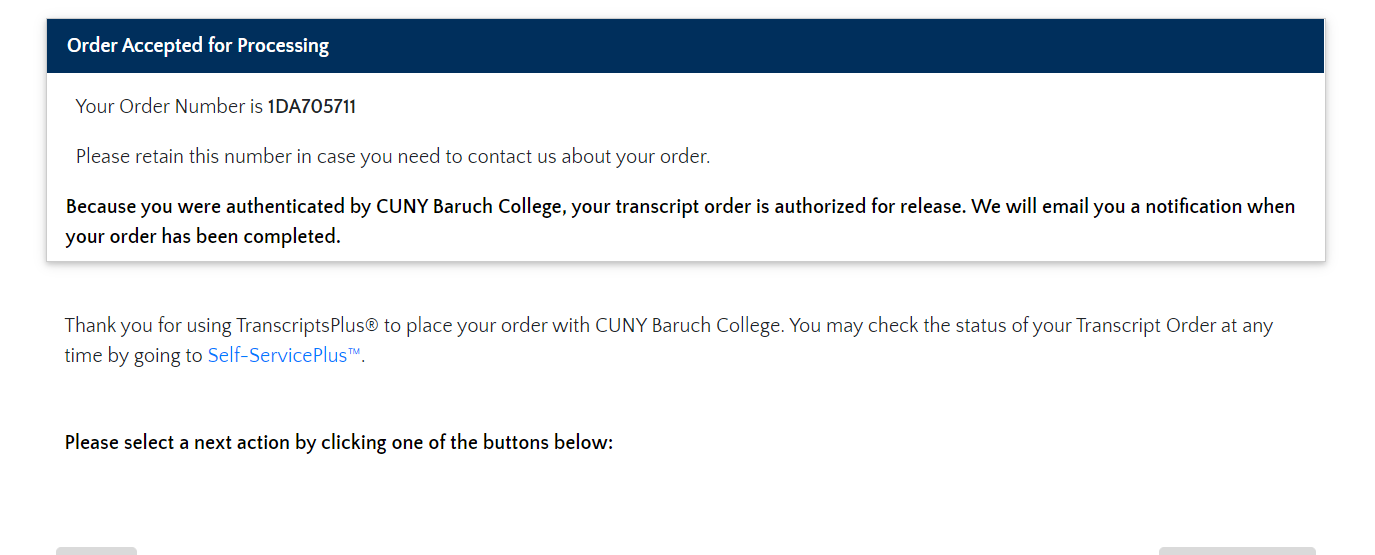 Order Accepted for Processing
Your Order Number is 1DA705711
Please retain this number in case you need to contact us about your order.
Because you were authenticated by CUNY Baruch College, your transcript order is authorized for release. We will email you a notification when
your order has been completed.
Thank you for using TranscriptsPlus® to place your order with CUNY Baruch College. You may check the status of your Transcript Order at any
time by going to Self-ServicePlus™.
Please select a next action by clicking one of the buttons below: